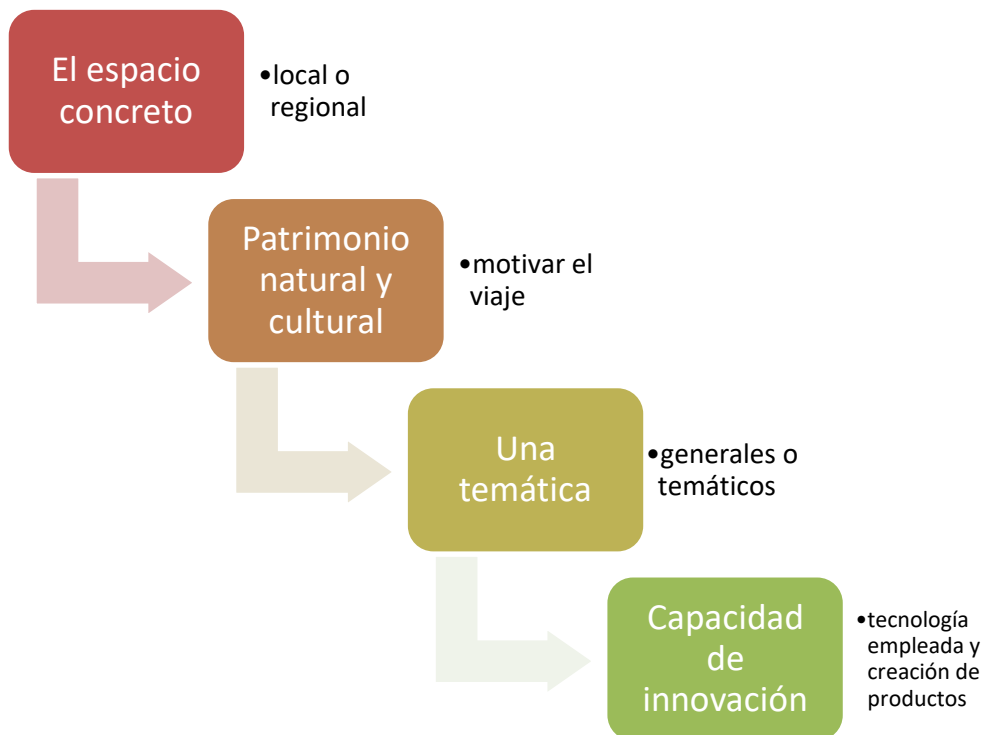 El espacio
concreto
•local o
regional
Patrimonio
natural y
cultural
•motivar el
viaje
Una
temática
•generales o
temáticos
Capacidad
de
innovación
•tecnología
empleada y
creación de
productos